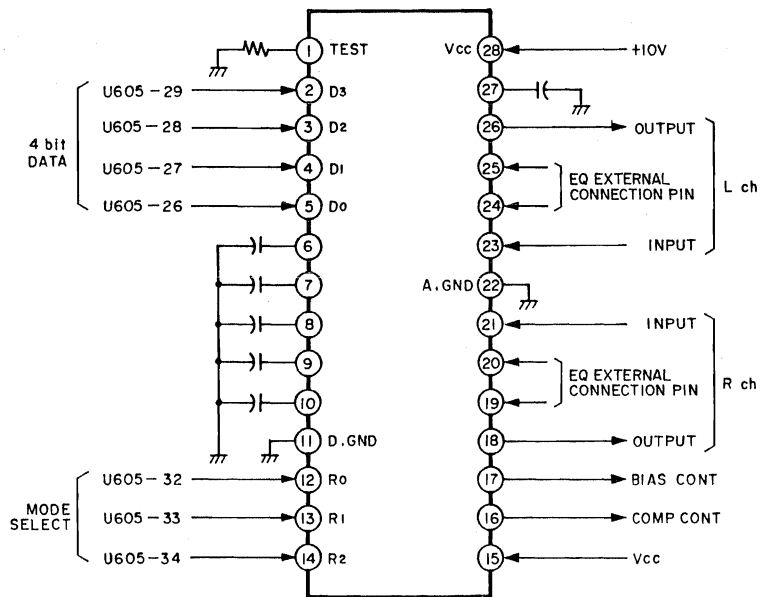 1 TEST
Vcc 28 +10V
U605-29 2 D3
27
U605-28 3 D2
26 OUTPUT
4 bit
DATA
U605-27 4 D1
25
EQ EXTERNAL
CONNECTION PIN
L ch
U605-26 5 D0
24
6
23 INPUT
7
A.GND 22
8
21 INPUT
9
20
EQ EXTERNAL
CONNECTION PIN
R ch
10
19
11 D.GND
18 OUTPUT
U605-32 12 R0
17 BIAS CONT
MODE
SELECT
U605-33 13 R1
16 COMP CONT
U605-34 14 R2
15 Vcc